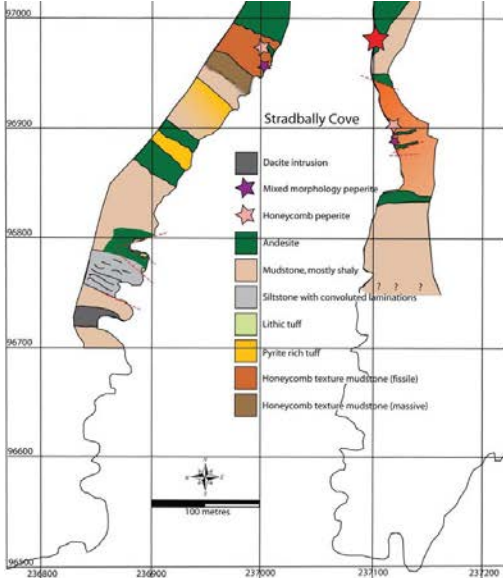 97000
Stradbally Cove
96900
Dacite intrusion
Mixed morphology peperite
Honeycomb peperite
Andesite
96800
Mudstone, mostly shaly
? ? ?
Siltstone with convoluted laminations
Lithic tuff
96700
Pyrite rich tuff
Honeycomb texture mudstone (fissile)
Honeycomb texture mudstone (massive)
96600
100 metres
96500
236800 236900 237000 237100 237200